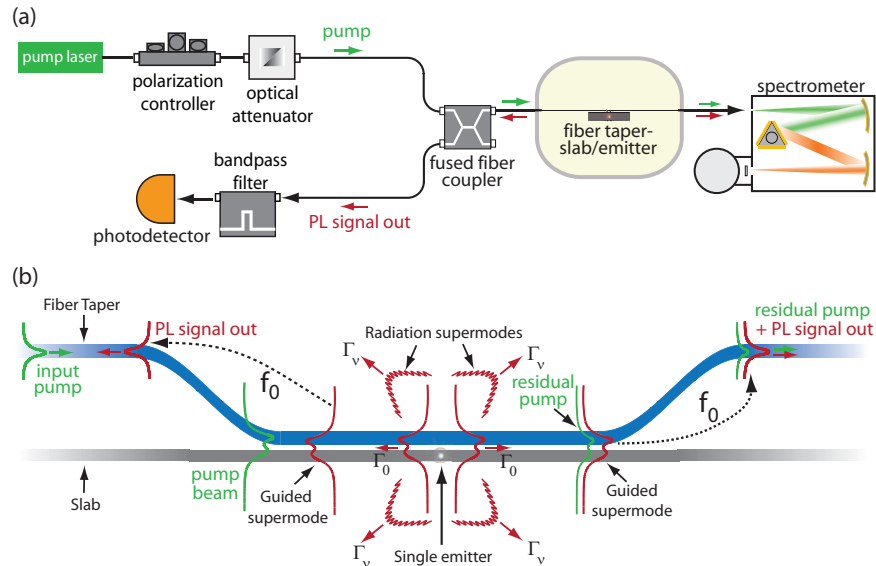 (a)
pump laser
polarization
controller
optical
attenuator
pump
fused fiber
coupler
fiber taper-
slab/emitter
spectrometer
bandpass
filter
photodetector
PL signal out
(b)
Fiber Taper
PL signal out
input
pump
f0
Radiation supermodes
Γν
Γν
residual
pump
residual pump
+ PL signal out
f0
Γ0
Γ0
pump
beam
Slab
Guided
supermode
Γν
Γν
Single emitter
Guided
supermode